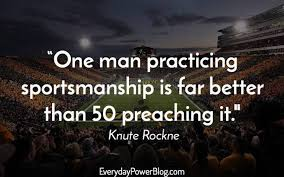 “One man practicing
sportsmanship is far better
than 50 preaching it."
Knute Rockne
EverydayPowerBlog.com